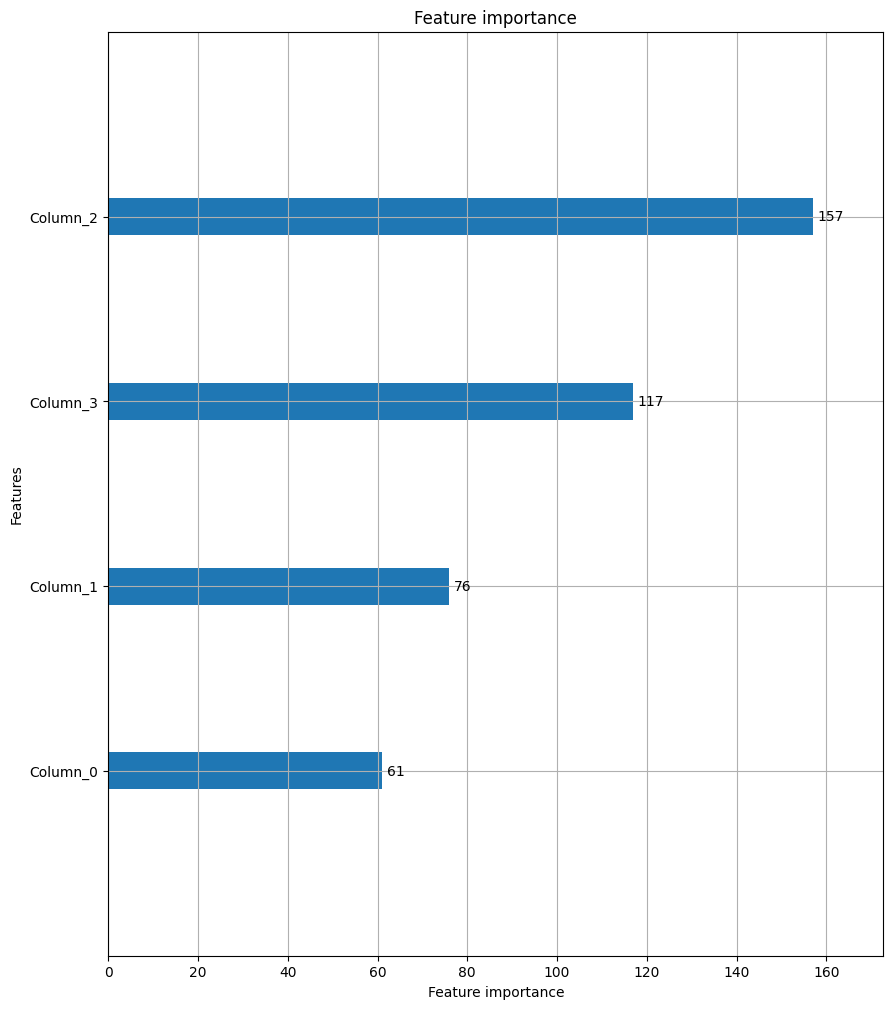 Feature importance
Column_2
157
Column_3
117
Features
Column_1
76
Column_0
61
0 20 40 60 80 100 120 140 160
Feature importance